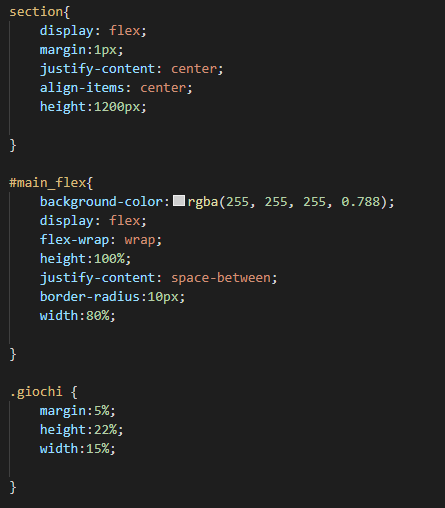 section{
display: flex;
margin:1px;
justify-content: center;
align-items: center;
height:1200px;
}
#main_flex{
background-color:rgba(255, 255, 255, 0.788);
display: flex;
flex-wrap: wrap;
height:100%;
justify-content: space-between;
border-radius:10px;
width:80%;
}
.giochi {
margin:5%;
height:22%;
width:15%;
}